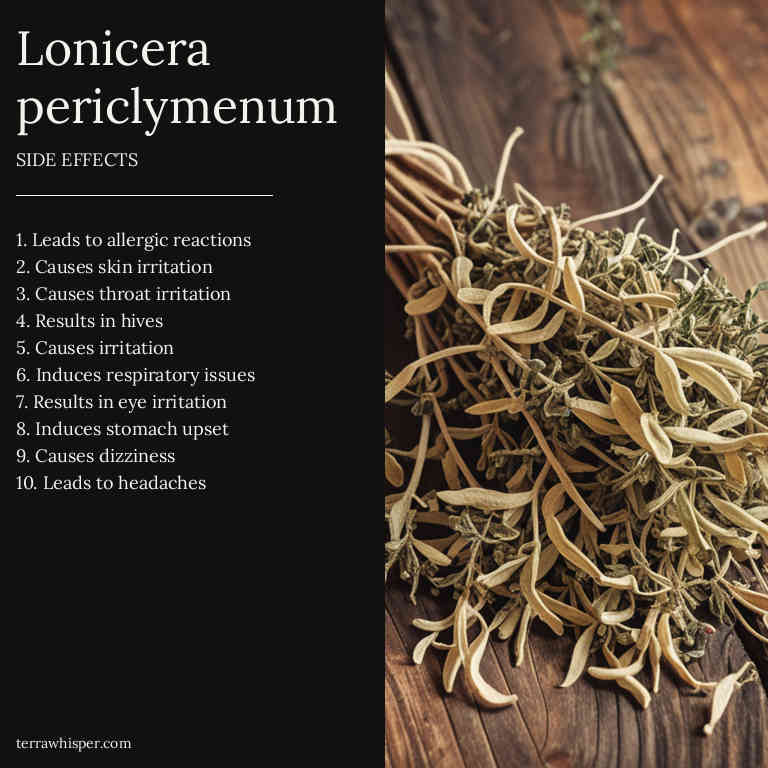 Lonicera
periclymenum
SIDE EFFECTS
1. Leads to allergic reactions
2. Causes skin irritation
3. Causes throat irritation
4. Results in hives
5. Causes irritation
6. Induces respiratory issues
7. Results in eye irritation
8. Induces stomach upset
9. Causes dizziness
10. Leads to headaches
terrawhisper.com